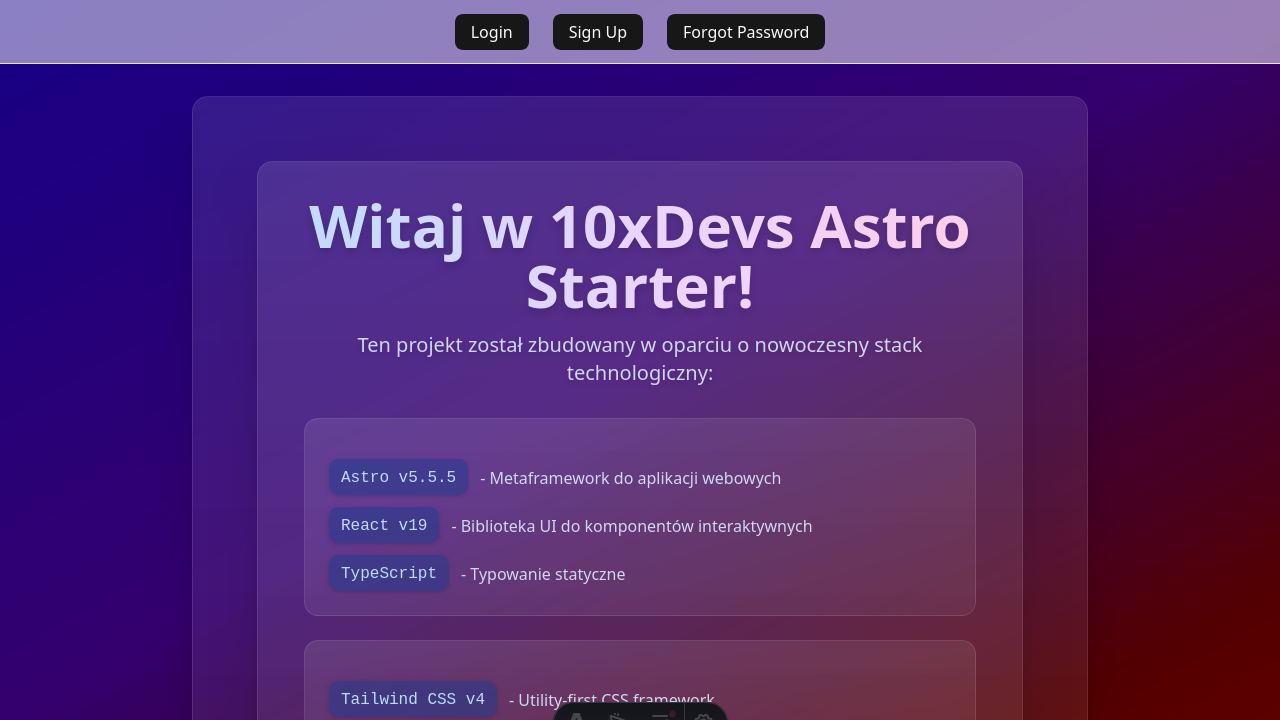 Login
Sign Up
Forgot Password
Witaj w 10xDevs Astro
Starter!
Ten projekt został zbudowany w oparciu o nowoczesny stack
technologiczny:
Astro v5.5.5 - Metaframework do aplikacji webowych
React v19 - Biblioteka UI do komponentów interaktywnych
TypeScript - Typowanie statyczne
Tailwind CSS v4 - Utility-first CSS framework